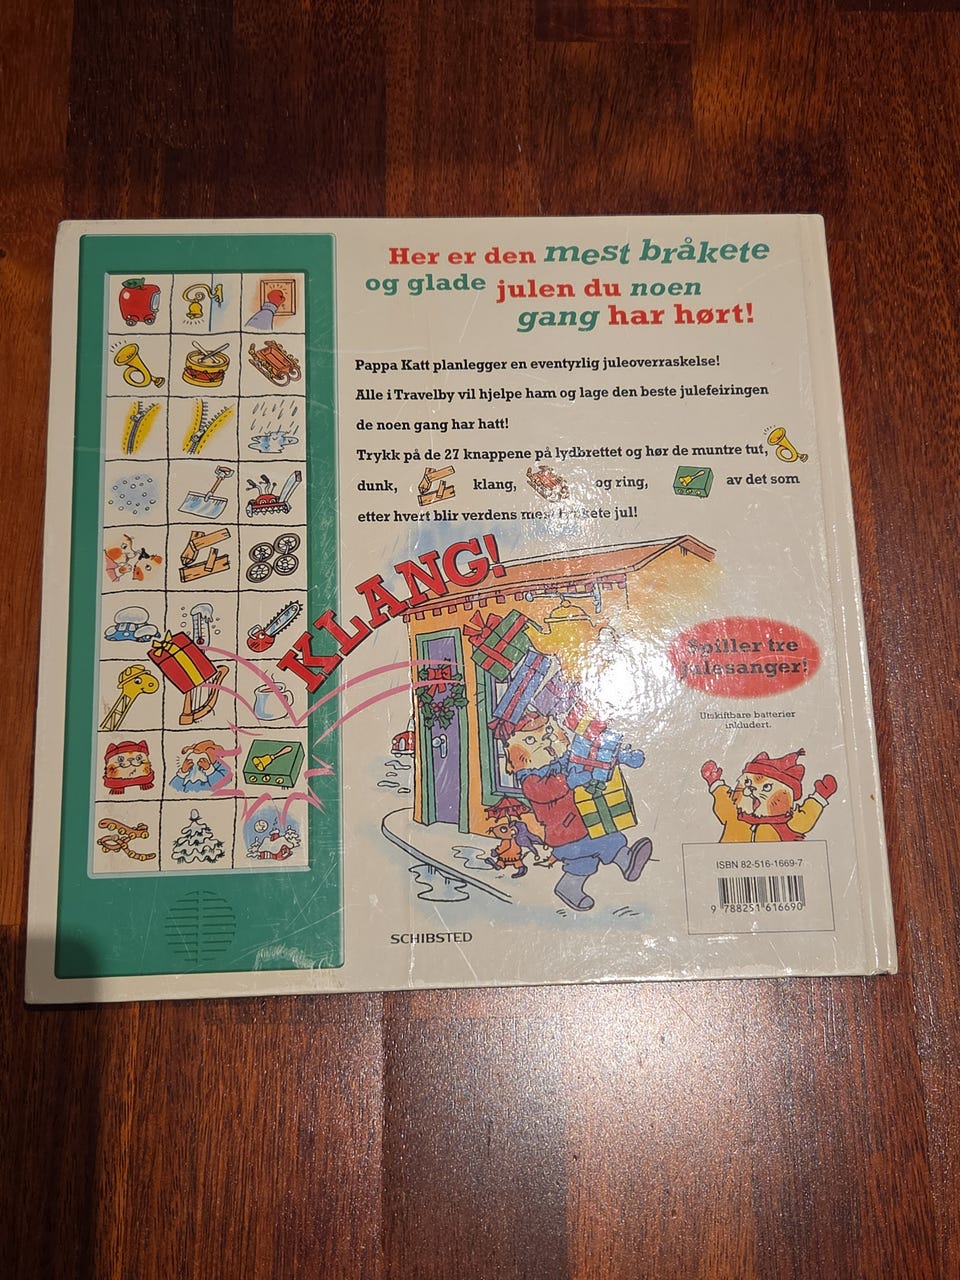 Her er den mest bråkete
og glade julen du noen
gang har hørt!
Pappa Katt planlegger en eventyrlig juleoverraskelse!
Alle i Travelby vil hjelpe ham og lage den beste julefeiringen
de noen gang har hatt!
Trykk på de 27 knappene på lydbrettet og hør de muntre tut,
dunk, klang, og ring, av det som
etter hvert blir verdens mest bråkete jul!
KLANG!
Spiller tre
julesanger!
Utskiftbare batterier
inkludert.
ISBN 82-516-1669-7
9 788251 616690
SCHIBSTED